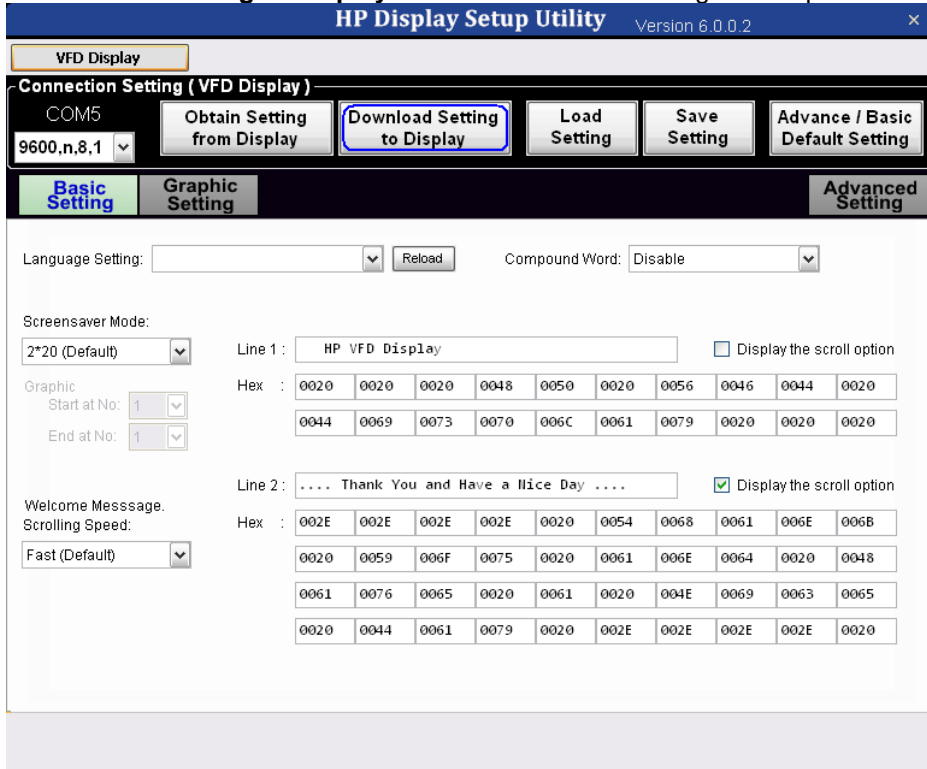 HP Display Setup Utility Version 6.0.0.2 ×
VFD Display
Connection Setting ( VFD Display )
COM5
9600,n,8,1
Obtain Setting
from Display
Download Setting
to Display
Load
Setting
Save
Setting
Advance / Basic
Default Setting
Basic
Setting
Graphic
Setting
Advanced
Setting
Language Setting: Reload Compound Word: Disable
Screensaver Mode:
2*20 (Default)
Line 1 : HP VFD Display Display the scroll option
Graphic
Start at No: 1
End at No: 1
Hex : 0020 0020 0020 0048 0050 0020 0056 0046 0044 0020
0044 0069 0073 0070 006C 0061 0079 0020 0020 0020
Line 2 : .... Thank You and Have a Nice Day .... Display the scroll option
Welcome Messsage.
Scrolling Speed:
Fast (Default)
Hex : 002E 002E 002E 002E 0020 0054 0068 0061 006E 006B
0020 0059 006F 0075 0020 0061 006E 0064 0020 0048
0061 0076 0065 0020 0061 0020 004E 0069 0063 0065
0020 0044 0061 0079 0020 002E 002E 002E 002E 0020